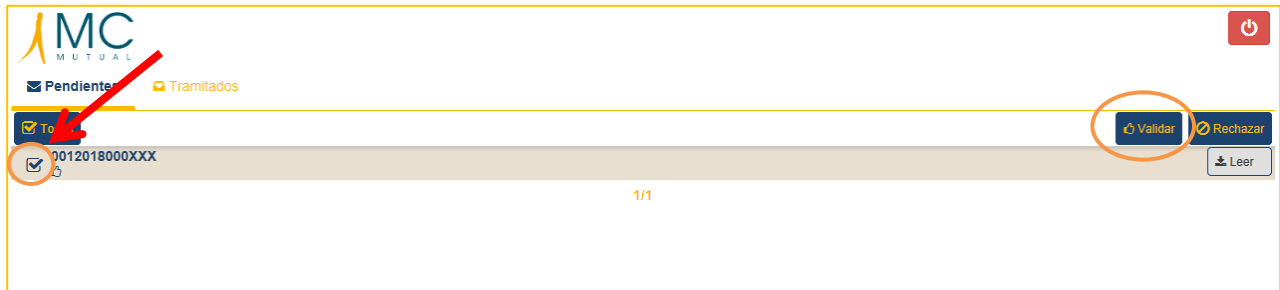 MC
MUTUAL
Pendientes Tramitados
Validar Rechazar
0012018000XXX
Leer
1/1